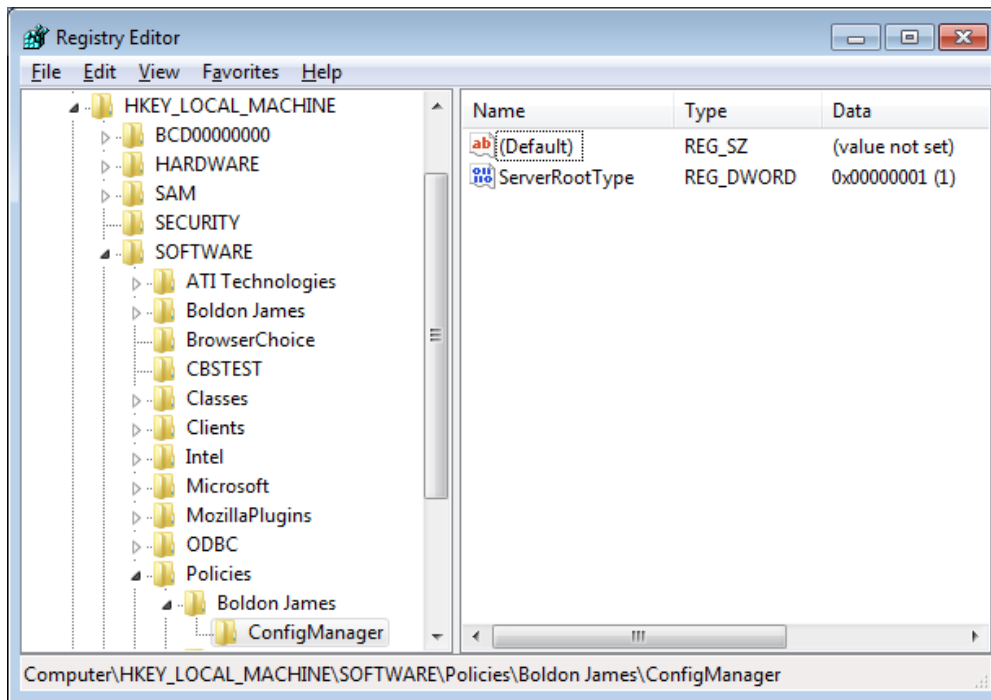 Registry Editor
File Edit View Favorites Help
HKEY_LOCAL_MACHINE
BCD00000000
HARDWARE
SAM
SECURITY
SOFTWARE
ATI Technologies
Boldon James
BrowserChoice
CBSTEST
Classes
Clients
Intel
Microsoft
MozillaPlugins
ODBC
Policies
Boldon James
ConfigManager
Name Type Data
(Default) REG_SZ (value not set)
ServerRootType REG_DWORD 0x00000001 (1)
Computer\HKEY_LOCAL_MACHINE\SOFTWARE\Policies\Boldon James\ConfigManager